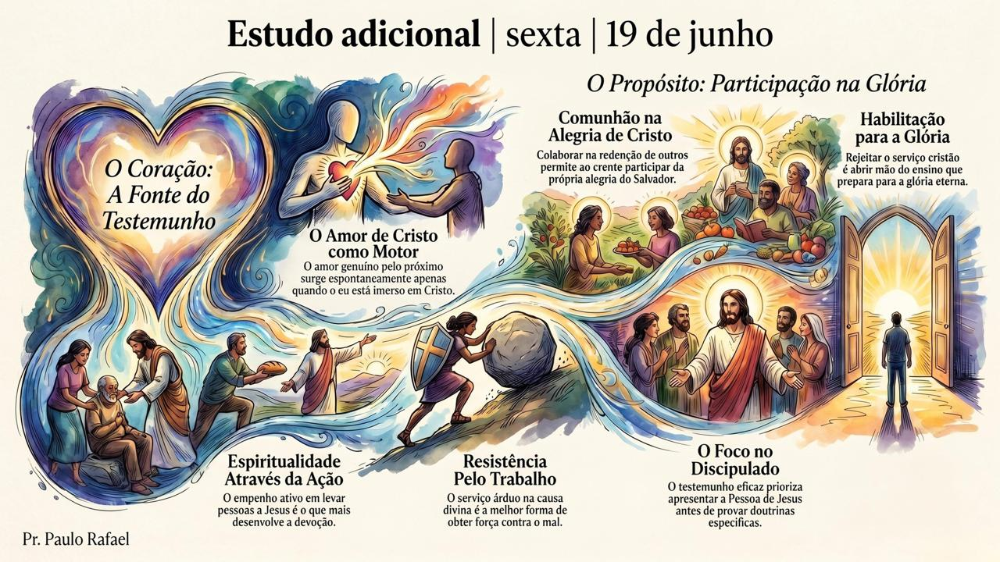 Estudo adicional | sexta | 19 de junho
O Coração:
A Fonte do
Testemunho
O Amor de Cristo
como Motor
O amor genuíno pelo próximo
surge espontaneamente apenas
quando o eu está imerso em Cristo.
Espiritualidade
Através da Ação
O empenho ativo em levar
pessoas a Jesus é o que mais
desenvolve a devoção.
Resistência
Pelo Trabalho
O serviço árduo na causa
divina é a melhor forma de
obter força contra o mal.
O Propósito: Participação na Glória
Comunhão na
Alegria de Cristo
Colaborar na redenção de outros
permite ao crente participar da
própria alegria do Salvador.
Habilitação
para a Glória
Rejeitar o serviço cristão
é abrir mão do ensino que
prepara para a glória eterna.
O Foco no
Discipulado
O testemunho eficaz prioriza
apresentar a Pessoa de Jesus
antes de provar doutrinas
especificas.
Pr. Paulo Rafael